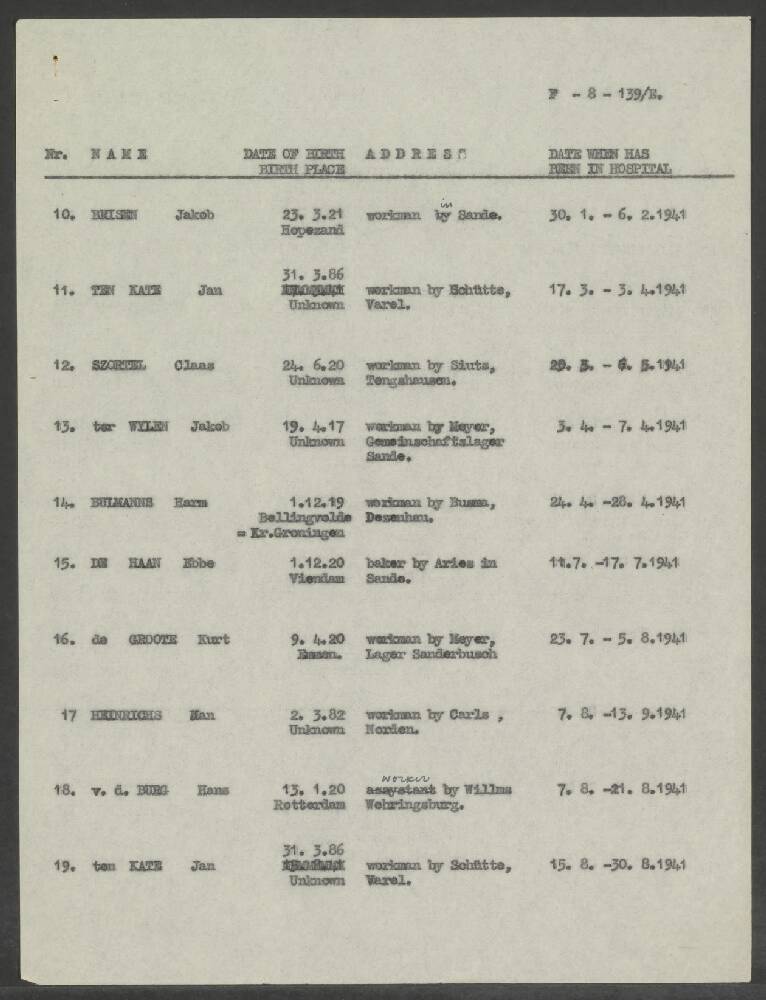 F - 8 - 139/E.
Nr. N A M E DATE OF BIRTH A D D R E S S DATE WHEN HAS
BIRTH PLACE BEEN IN HOSPITAL
in
10. Jakob 23. 3.21 workman by Sande. 30. 1. - 6. 2.1941
Hopezand
31. 3.86
11. TEN KATE Jan workman by Schütte, 17. 3. - 3. 4.1941
Unknown Varel.
12. SZORTEL Claas 24. 6.20 workman by Siuts, 3. - 6. 5.1941
Unknown Tengshausen.
13. ter WYLEN Jakob 19. 4.17 workman by Meyer, 3. 4. - 7. 4.1941
Unknown Gemeinschaftslager
Sande.
14. BULMANNS Harm 1.12.19 workman by Busma, 24. 4. -28. 4.1941
Bellingvolde
= Kr.Groningen
15. DE HAAN Ebbe 1.12.20 baker by Aries in 11.7. -17. 7.1941
Viendam Sande.
16. de GROOTE Kurt 9. 4.20 workman by Meyer, 23. 7. - 5. 8.1941
Essen. Lager Sanderbusch
17 HEINRICHS Han 2. 3.82 workman by Carls , 7. 8. -13. 9.1941
Unknown Norden.
worker
18. v. d. BURG Hans 13. 1.20 assystant by Willms 7. 8. -21. 8.1941
Rotterdam Wehringsburg.
31. 3.86
19. ten KATE Jan workman by Schütte, 15. 8. -30. 8.1941
Unknown Varel.